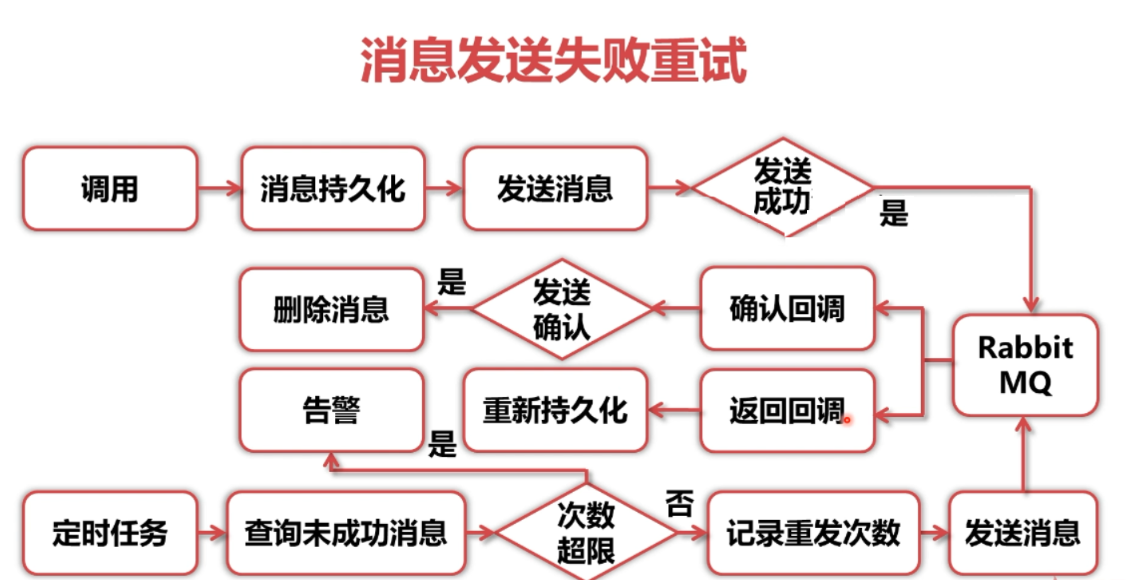 消息发送失败重试
调用
消息持久化
发送消息
发送
成功
是
删除消息
是
发送
确认
确认回调
Rabbit
MQ
告警
是
重新持久化
返回回调
定时任务
查询未成功消息
次数
超限
否
记录重发次数
发送消息